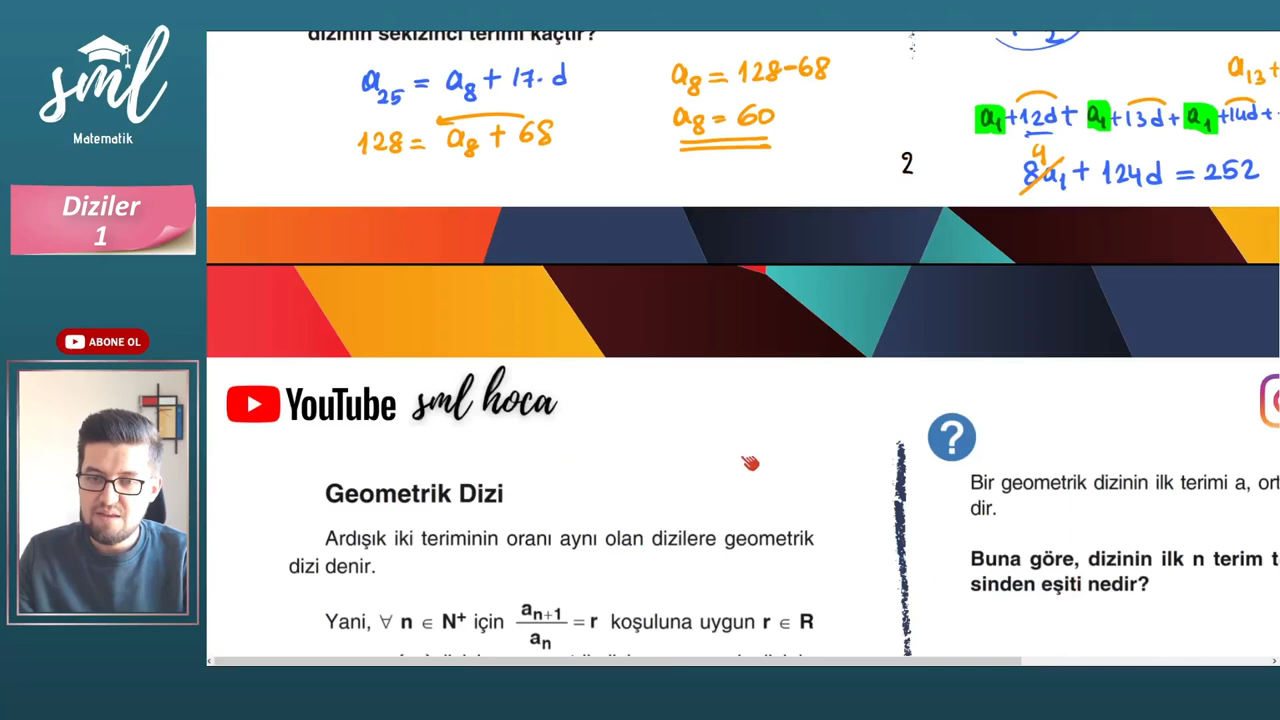 sml
Matematik
Diziler
1
ABONE OL
dizinin sekizinci terimi kaçtır?
a₂₅ = a₈ + 17. d
128 = a₈ + 68
a₈ = 128-68
a₈ = 60
2
a₁₃+
a₁+12d+ a₁+13d+ a₁+14d+
4
8a₁ + 124d = 252
YouTube sml hoca
Geometrik Dizi
Ardışık iki teriminin oranı aynı olan dizilere geometrik
dizi denir.
Yani, ∀ n ∈ N⁺ için aₙ₊₁/aₙ = r koşuluna uygun r ∈ R
?
Bir geometrik dizinin ilk terimi a, ort
dir.
Buna göre, dizinin ilk n terim t
sinden eşiti nedir?